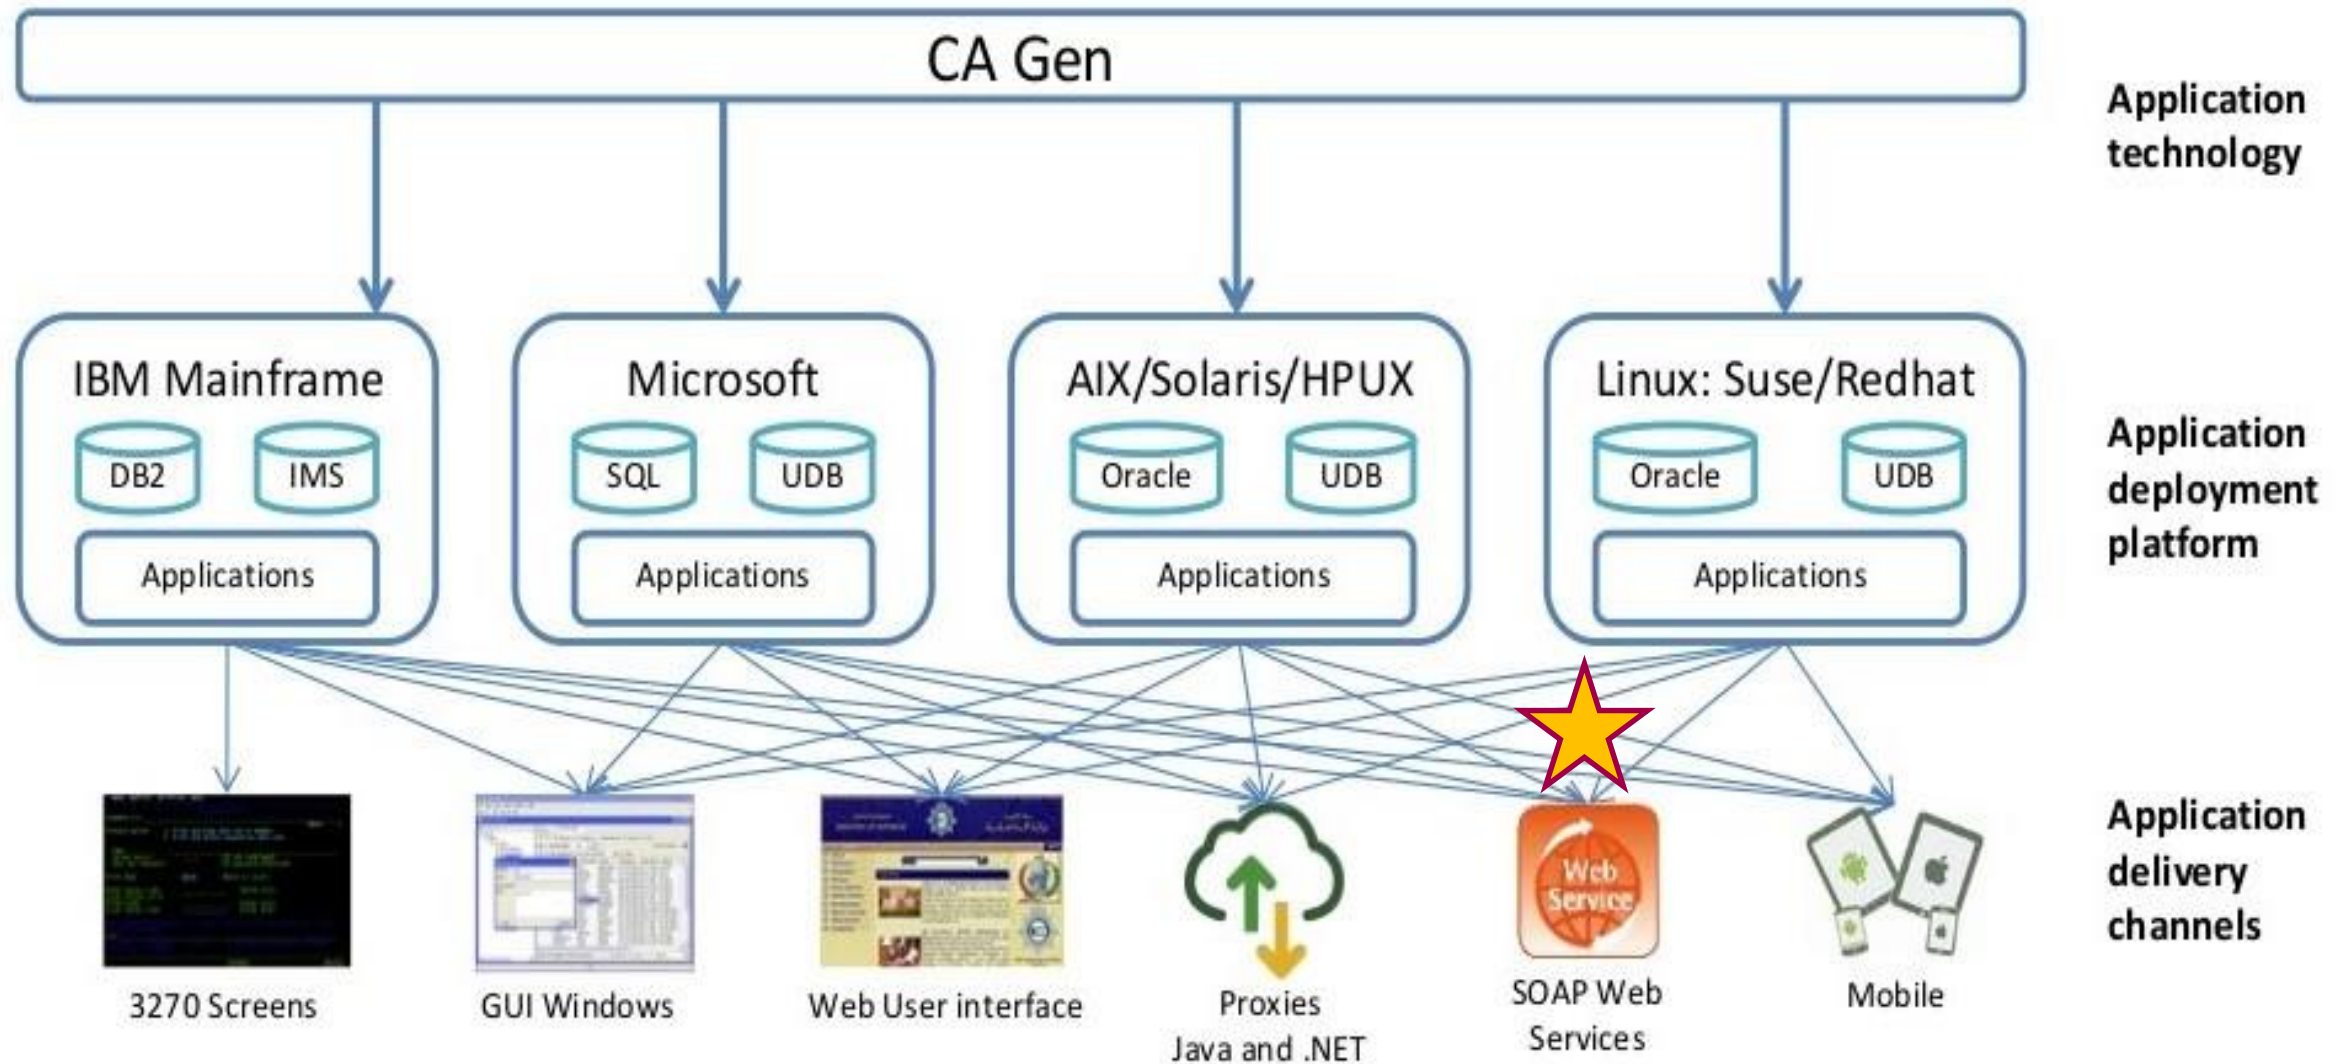 CA Gen
Application
technology
IBM Mainframe
Microsoft
AIX/Solaris/HPUX
Linux: Suse/Redhat
DB2
IMS
SQL
UDB
Oracle
UDB
Oracle
UDB
Applications
Applications
Applications
Applications
Application
deployment
platform
Web
Service
Application
delivery
channels
3270 Screens
GUI Windows
Web User interface
Proxies
Java and .NET
SOAP Web
Services
Mobile